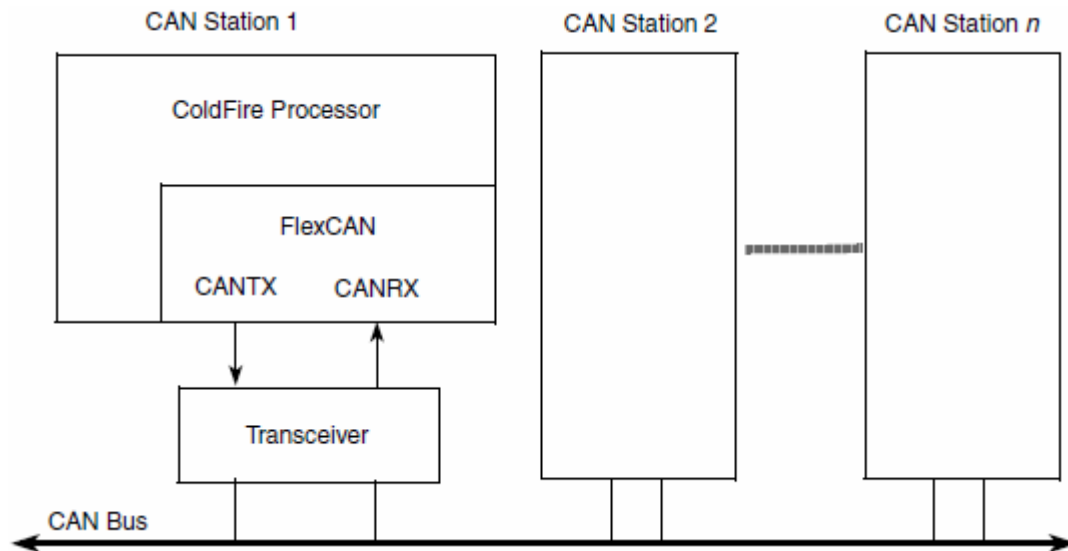 CAN Station 1
CAN Station 2
CAN Station n
ColdFire Processor
FlexCAN
CANTX
CANRX
Transceiver
CAN Bus